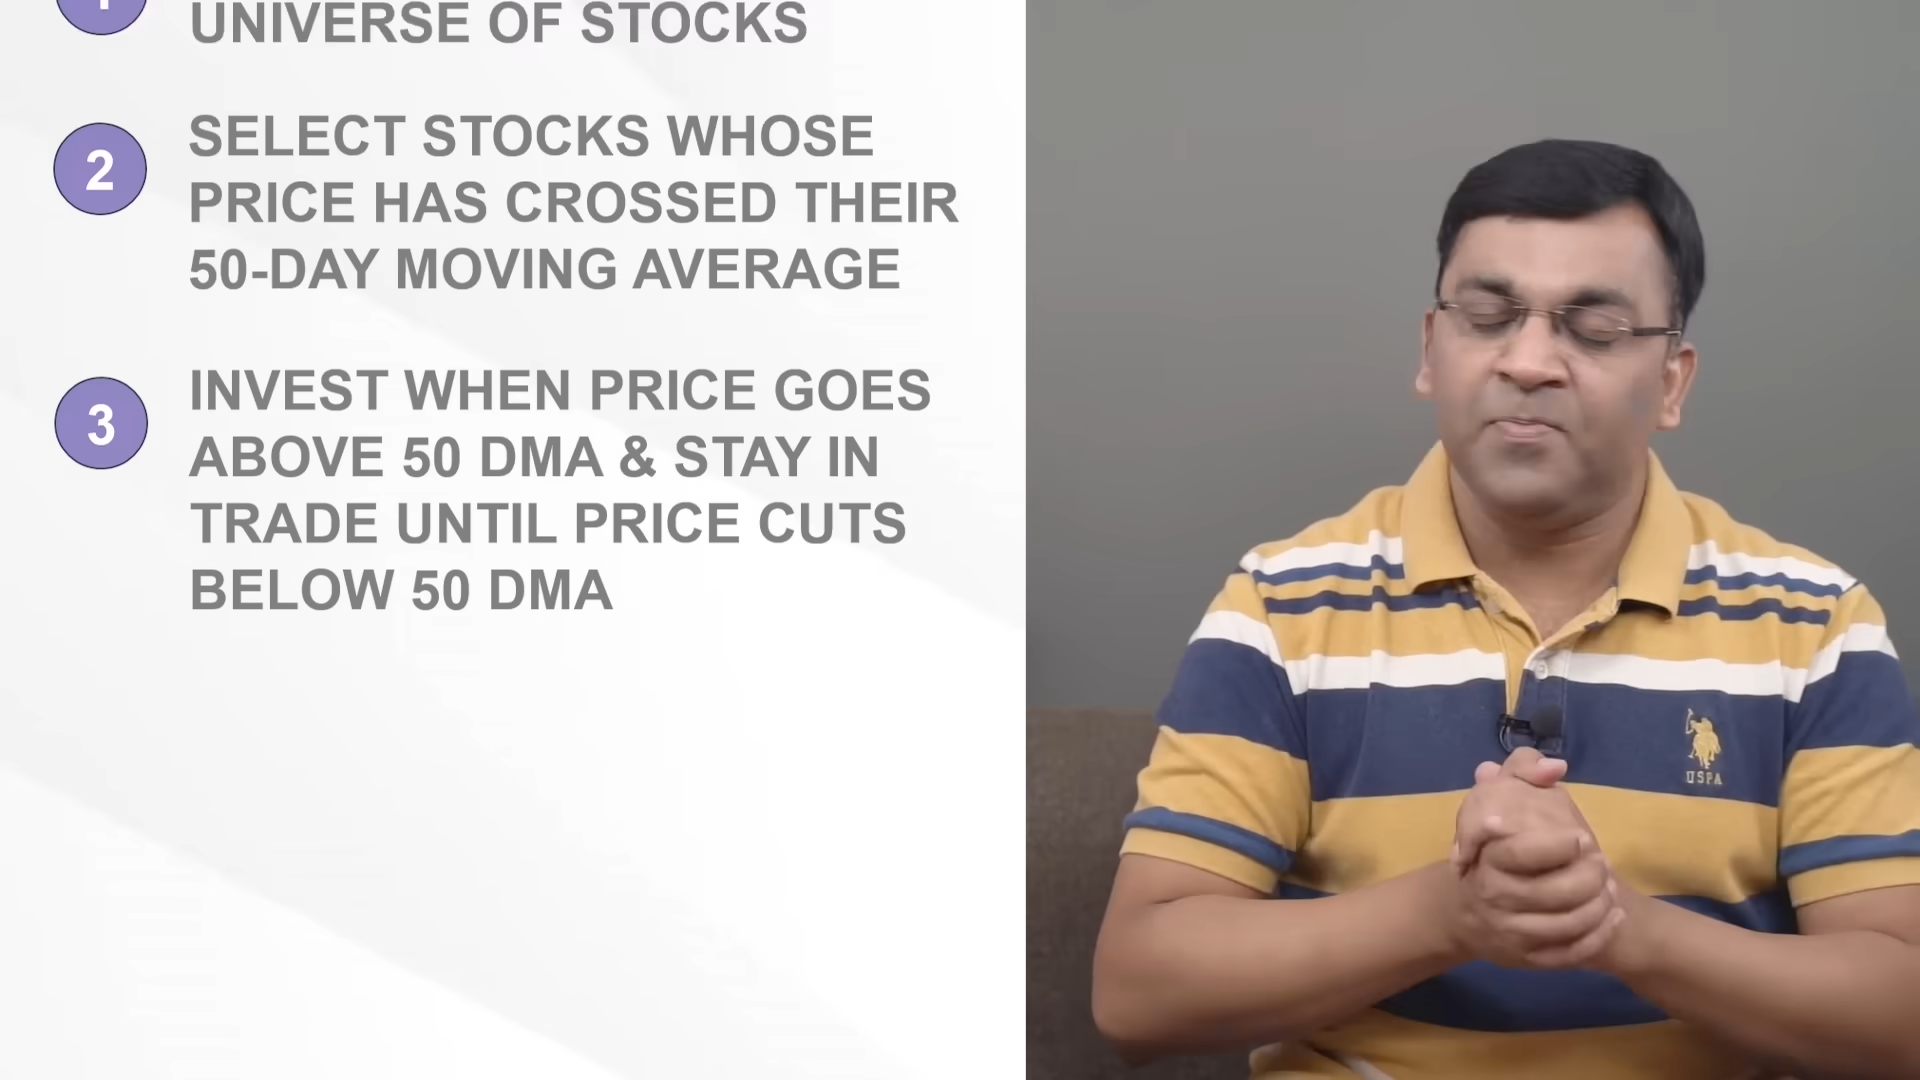 UNIVERSE OF STOCKS
2
SELECT STOCKS WHOSE
PRICE HAS CROSSED THEIR
50-DAY MOVING AVERAGE
3
INVEST WHEN PRICE GOES
ABOVE 50 DMA & STAY IN
TRADE UNTIL PRICE CUTS
BELOW 50 DMA
USPA